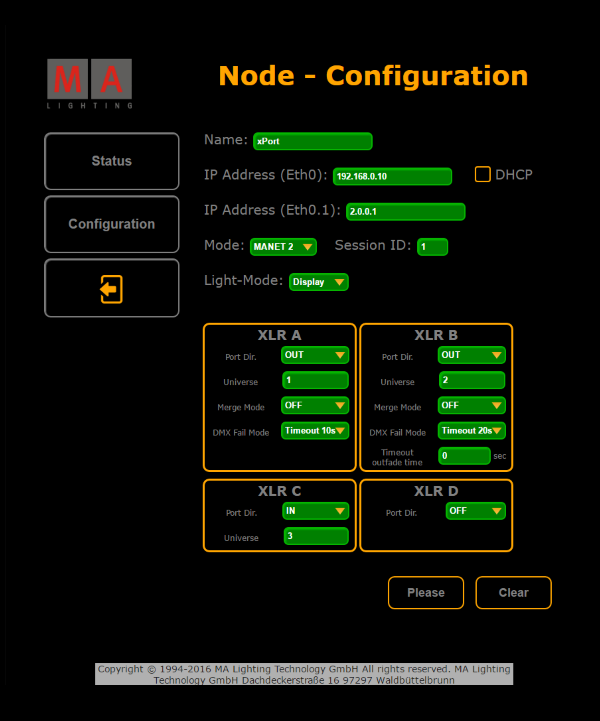 MA
LIGHTING
Node - Configuration
Status
Configuration
Name: xPort
IP Address (Eth0): 192.168.0.10 DHCP
IP Address (Eth0.1): 2.0.0.1
Mode: MANET 2 Session ID: 1
Light-Mode: Display
XLR A
Port Dir. OUT
Universe 1
Merge Mode OFF
DMX Fail Mode Timeout 10s
XLR B
Port Dir. OUT
Universe 2
Merge Mode OFF
DMX Fail Mode Timeout 20s
Timeout
outfade time 0 sec
XLR C
Port Dir. IN
Universe 3
XLR D
Port Dir. OFF
Please Clear
Copyright © 1994-2016 MA Lighting Technology GmbH All rights reserved. MA Lighting
Technology GmbH Dachdeckerstraße 16 97297 Waldbüttelbrunn